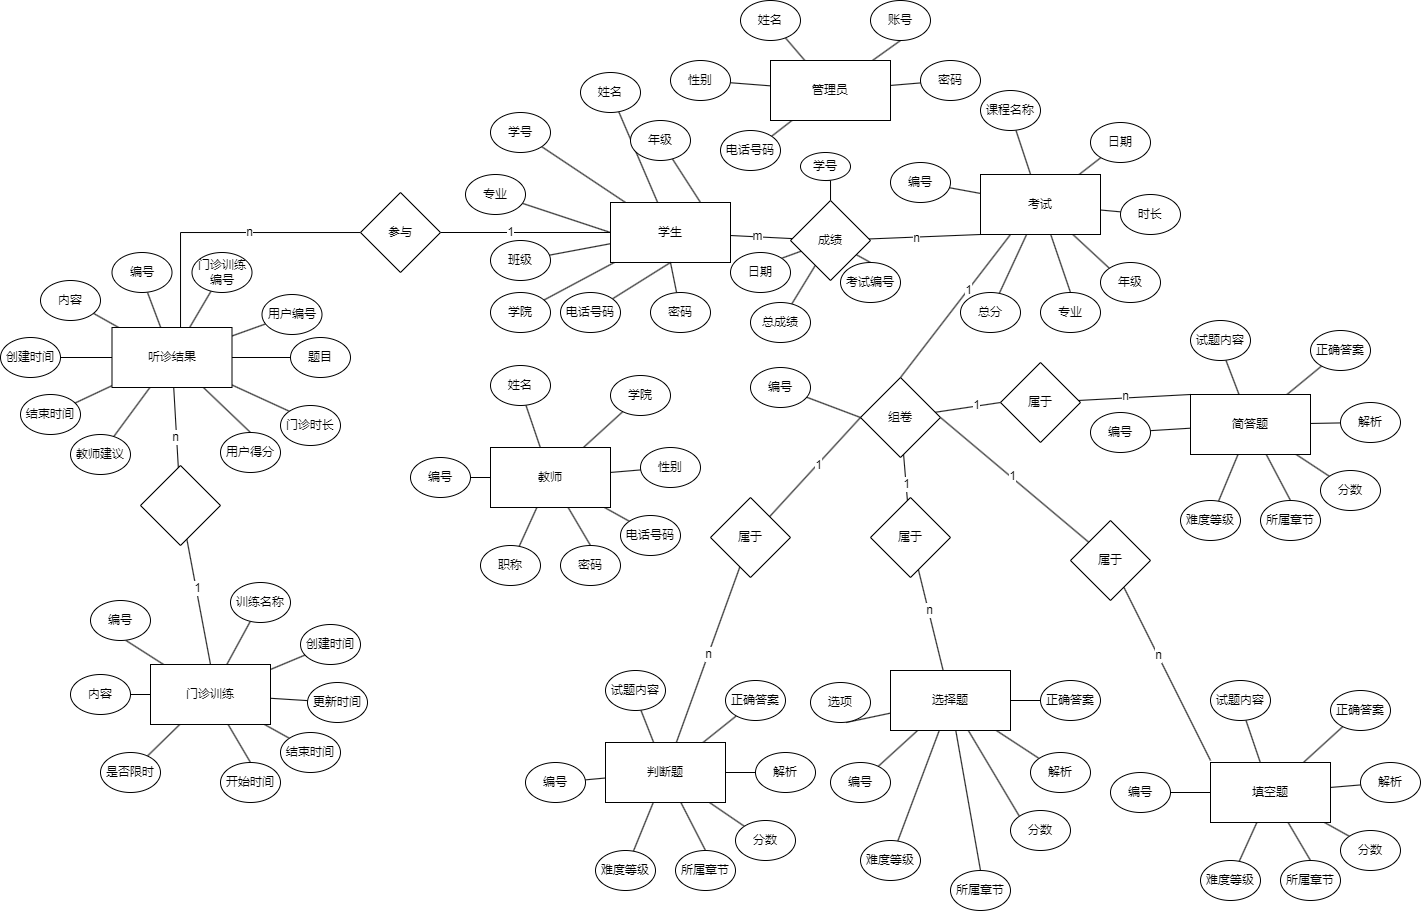 姓名
账号
性别
管理员
密码
电话号码
姓名
学号
年级
专业
学生
班级
学院
电话号码
密码
参与
n
1
m
学号
成绩
n
日期
考试编号
总成绩
课程名称
日期
编号
考试
时长
年级
总分
专业
1
编号
门诊训练
编号
内容
用户编号
创建时间
听诊结果
题目
结束时间
门诊时长
教师建议
用户得分
n
1
姓名
学院
编号
教师
性别
电话号码
职称
密码
编号
组卷
1
属于
n
试题内容
正确答案
编号
简答题
解析
分数
难度等级
所属章节
1
属于
n
1
属于
n
1
属于
n
编号
训练名称
创建时间
内容
门诊训练
更新时间
结束时间
是否限时
开始时间
试题内容
正确答案
编号
判断题
解析
分数
难度等级
所属章节
选项
选择题
正确答案
编号
解析
分数
难度等级
所属章节
试题内容
正确答案
编号
填空题
解析
分数
难度等级
所属章节